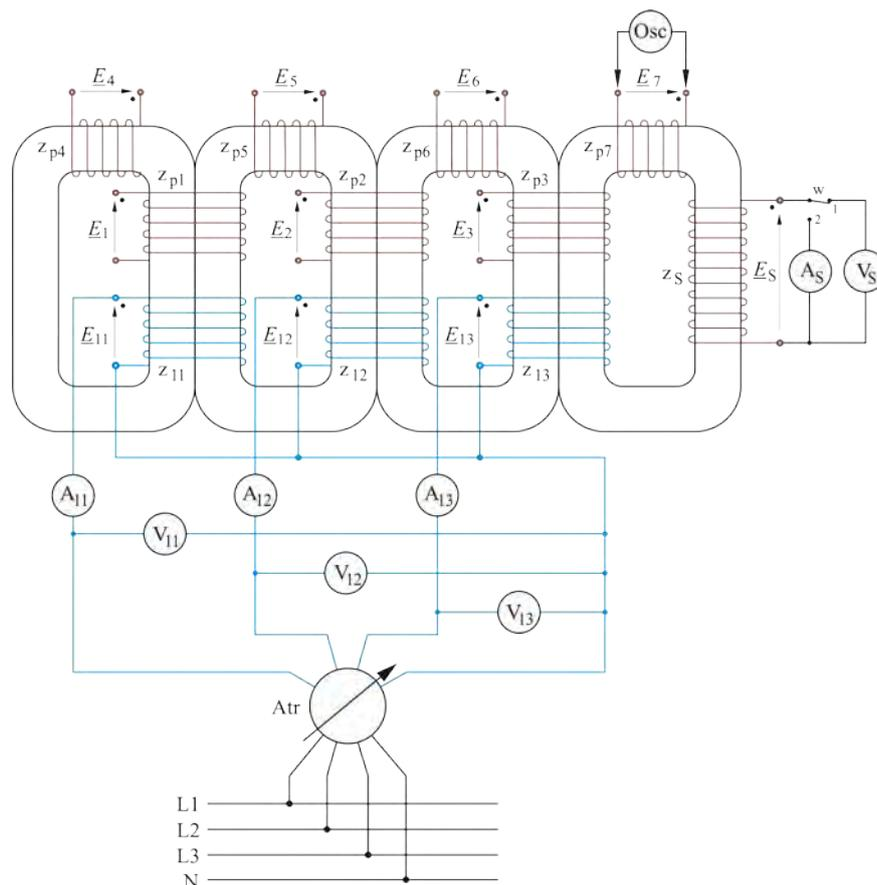 Osc
E4
E5
E6
E7
zp4
zp5
zp6
zp7
zp1
zp2
zp3
w
1
2
E1
E2
E3
zS
ES
AS
VS
E11
E12
E13
z11
z12
z13
A11
A12
A13
V11
V12
V13
Atr
L1
L2
L3
N